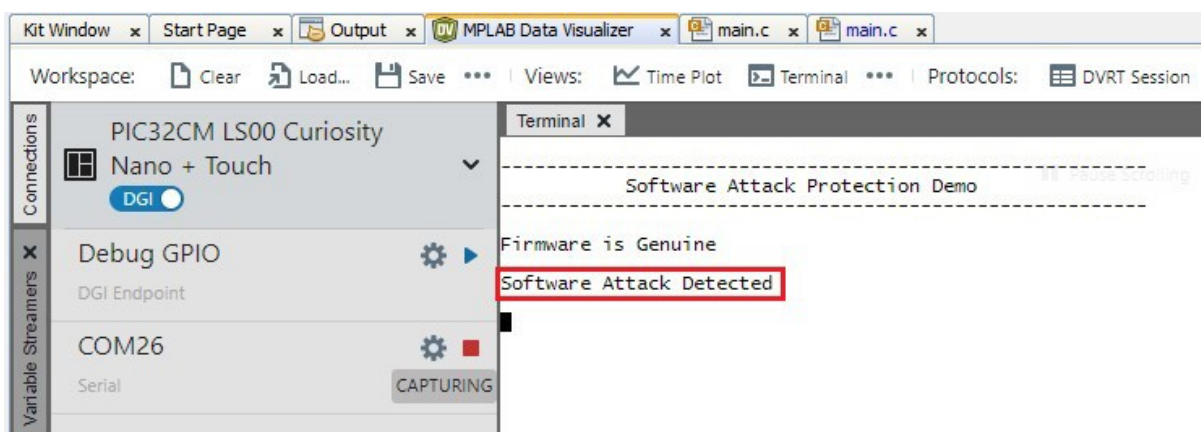 Kit Window x Start Page x Output x MPLAB Data Visualizer x main.c x main.c x
Workspace: Clear Load... Save ••• Views: Time Plot Terminal ••• Protocols: DVRT Session
Connections
PIC32CM LS00 Curiosity
Nano + Touch
DGI
Variable Streamers
Debug GPIO
DGI Endpoint
COM26
Serial
CAPTURING
Terminal X
--------------------------------------------------------------
Software Attack Protection Demo
Pause Scrolling
--------------------------------------------------------------
Firmware is Genuine
Software Attack Detected